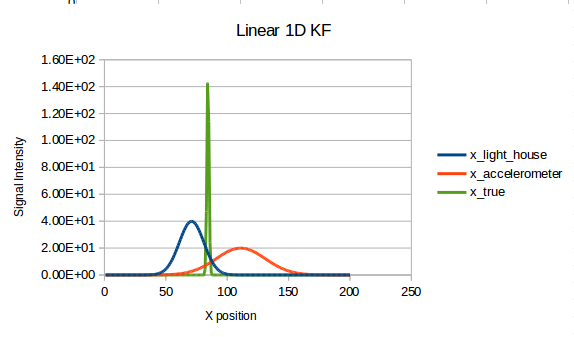 Linear 1D KF
1.60E+02
1.40E+02
1.20E+02
1.00E+02
8.00E+01
6.00E+01
4.00E+01
2.00E+01
0.00E+00
Signal Intensity
0 50 100 150 200 250
X position
x_light_house
x_accelerometer
x_true